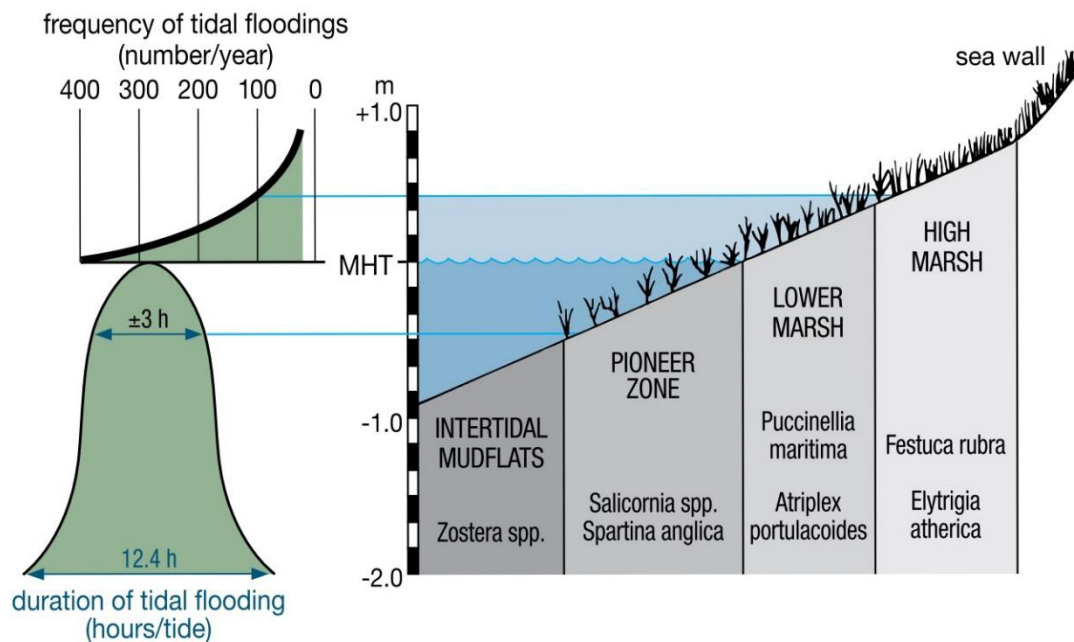 frequency of tidal floodings
(number/year)
400 300 200 100 0
m
sea wall
+1.0
MHT
-1.0
-2.0
±3 h
12.4 h
duration of tidal flooding
(hours/tide)
INTERTIDAL
MUDFLATS
Zostera spp.
PIONEER
ZONE
Salicornia spp.
Spartina anglica
LOWER
MARSH
Puccinellia
maritima
Atriplex
portulacoides
HIGH
MARSH
Festuca rubra
Elytrigia
atherica